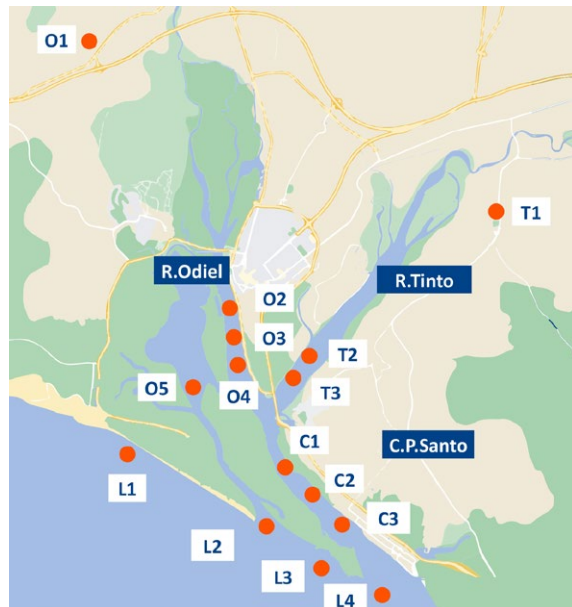 O1
T1
R.Odiel
R.Tinto
O2
O3
T2
O5
O4
T3
C1
C.P.Santo
L1
C2
C3
L2
L3
L4